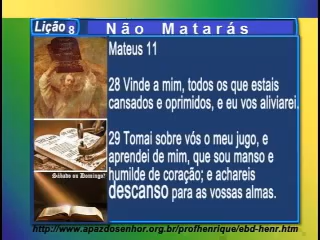 Lição 8
Não Matarás
Mateus 11
28 Vinde a mim, todos os que estais
cansados e oprimidos, e eu vos aliviarei.
29 Tomai sobre vós o meu jugo, e
aprendei de mim, que sou manso e
humilde de coração; e achareis
descanso para as vossas almas.
Sábado ou Domingo?
http://www.apazdosenhor.org.br/profhenrique/ebd-henr.htm